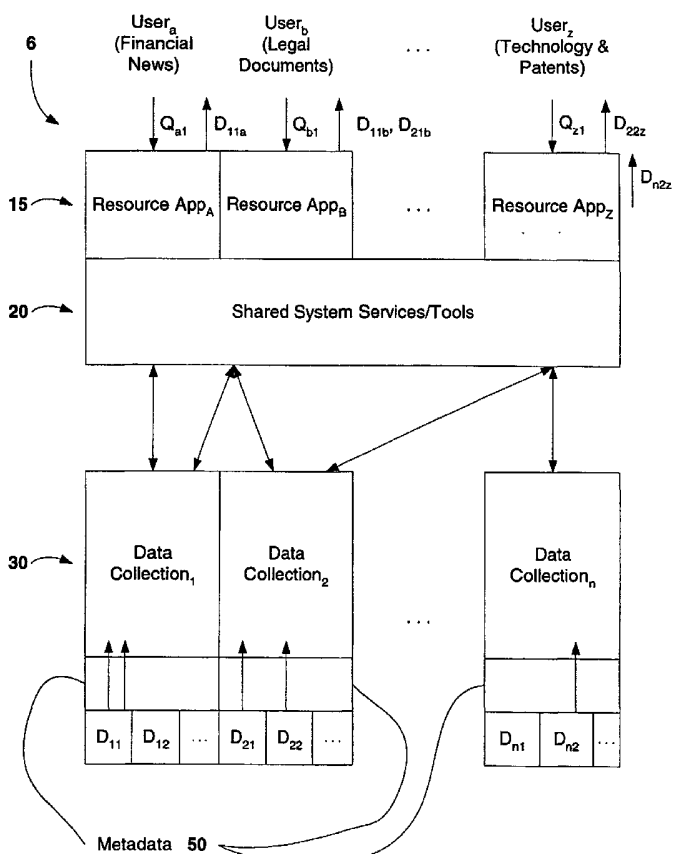 6
User_a
(Financial
News)
User_b
(Legal
Documents)
...
User_z
(Technology &
Patents)
Q_a1
D_11a
Q_b1
D_11b, D_21b
Q_z1
D_22z
D_n2z
15
Resource App_A
Resource App_B
...
Resource App_Z
20
Shared System Services/Tools
30
Data
Collection_1
Data
Collection_2
...
Data
Collection_n
D_11
D_12
...
D_21
D_22
...
D_n1
D_n2
...
Metadata 50